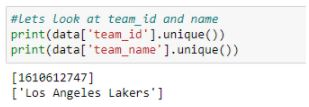 #lets look at team_id and name
print(data['team_id'].unique())
print(data['team_name'].unique())
[1610612747]
['Los Angeles Lakers']